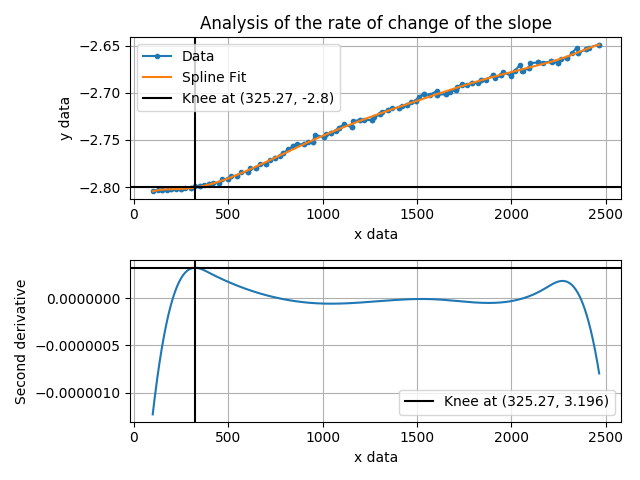 Analysis of the rate of change of the slope
−2.65
−2.70
−2.75
−2.80
y data
Data
Spline Fit
Knee at (325.27, -2.8)
0 500 1000 1500 2000 2500
x data
0.0000000
−0.0000005
−0.0000010
Second derivative
Knee at (325.27, 3.196)
0 500 1000 1500 2000 2500
x data